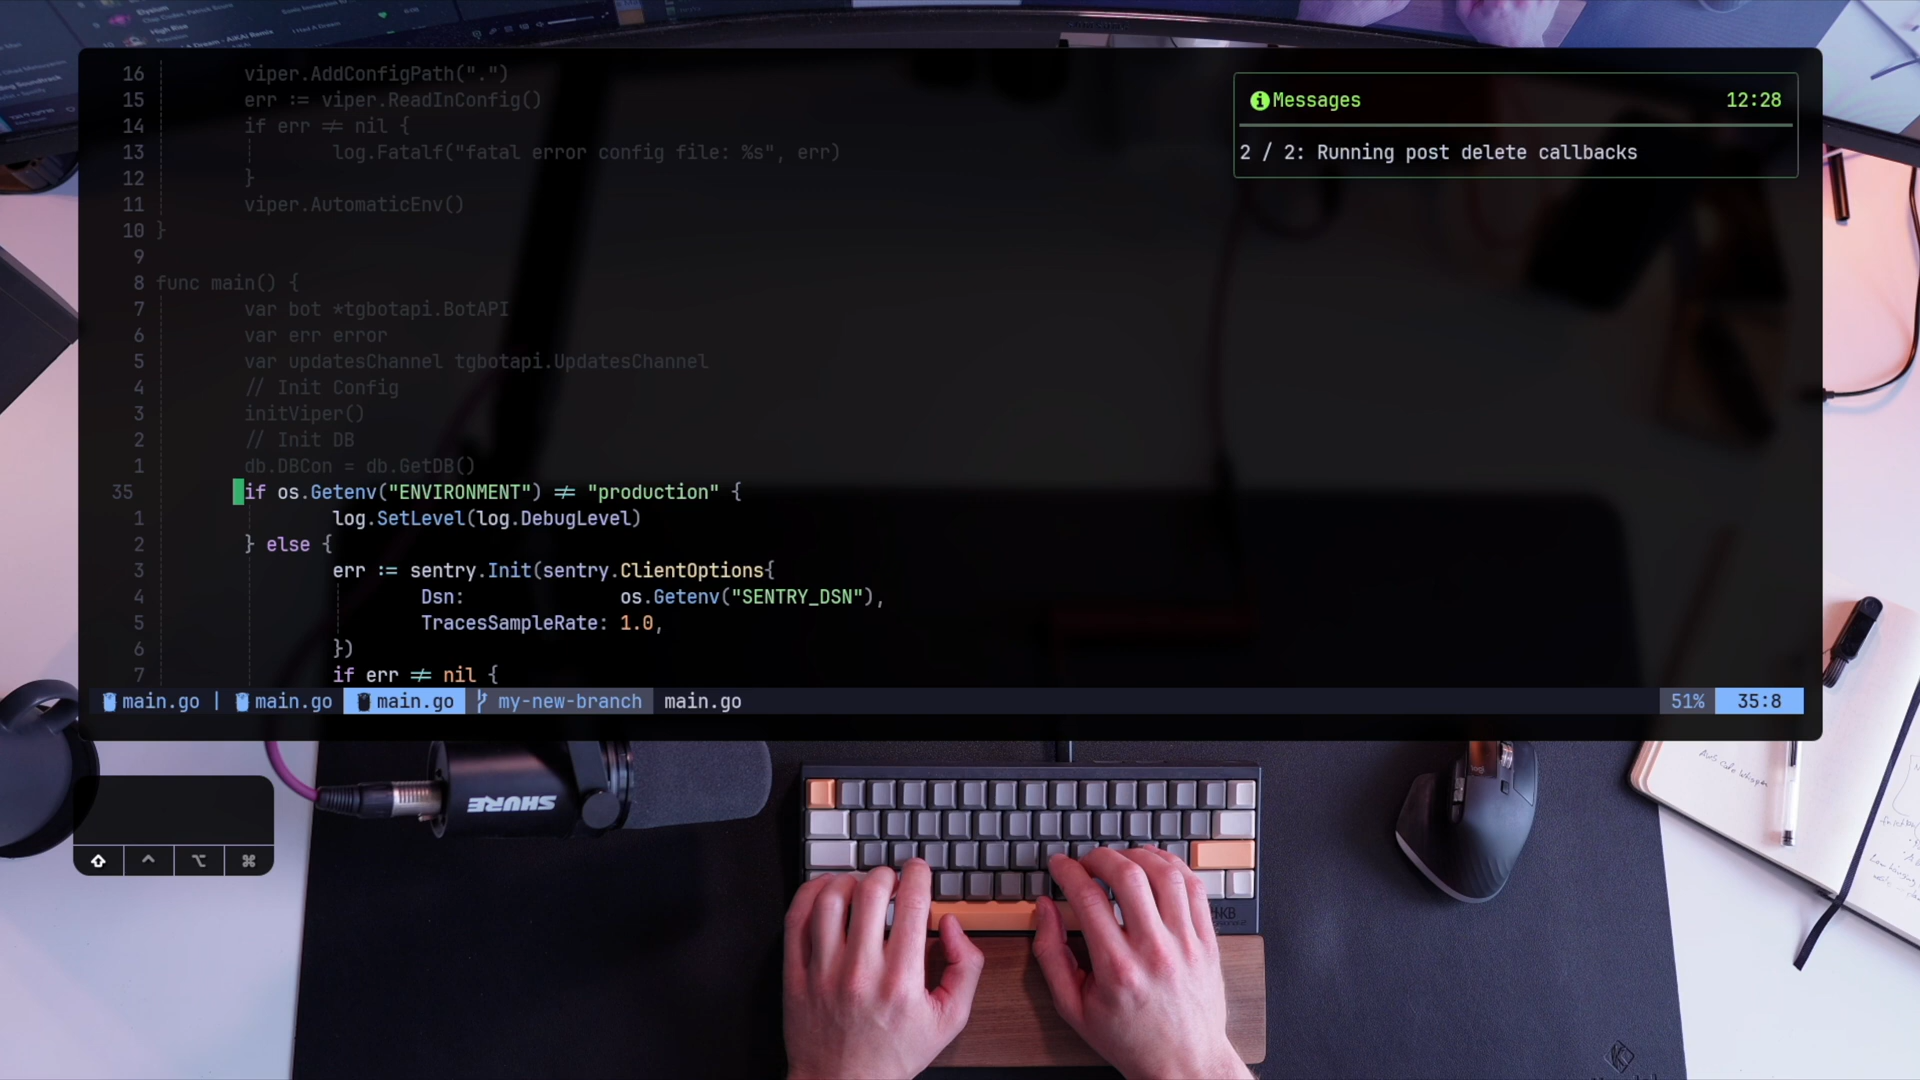 High Rise
A Dream - AIKAI Remix
16 viper.AddConfigPath(".")
15 err := viper.ReadInConfig()
14 if err != nil {
13 log.Fatalf("fatal error config file: %s", err)
12 }
11 viper.AutomaticEnv()
10 }
9
8 func main() {
7 var bot *tgbotapi.BotAPI
6 var err error
5 var updatesChannel tgbotapi.UpdatesChannel
4 // Init Config
3 initViper()
2 // Init DB
1 db.DBCon = db.GetDB()
35 if os.Getenv("ENVIRONMENT") != "production" {
1 log.SetLevel(log.DebugLevel)
2 } else {
3 err := sentry.Init(sentry.ClientOptions{
4 Dsn: os.Getenv("SENTRY_DSN"),
5 TracesSampleRate: 1.0,
6 })
7 if err != nil {
Messages 12:28
2 / 2: Running post delete callbacks
main.go | main.go main.go my-new-branch main.go 51% 35:8
SHURE